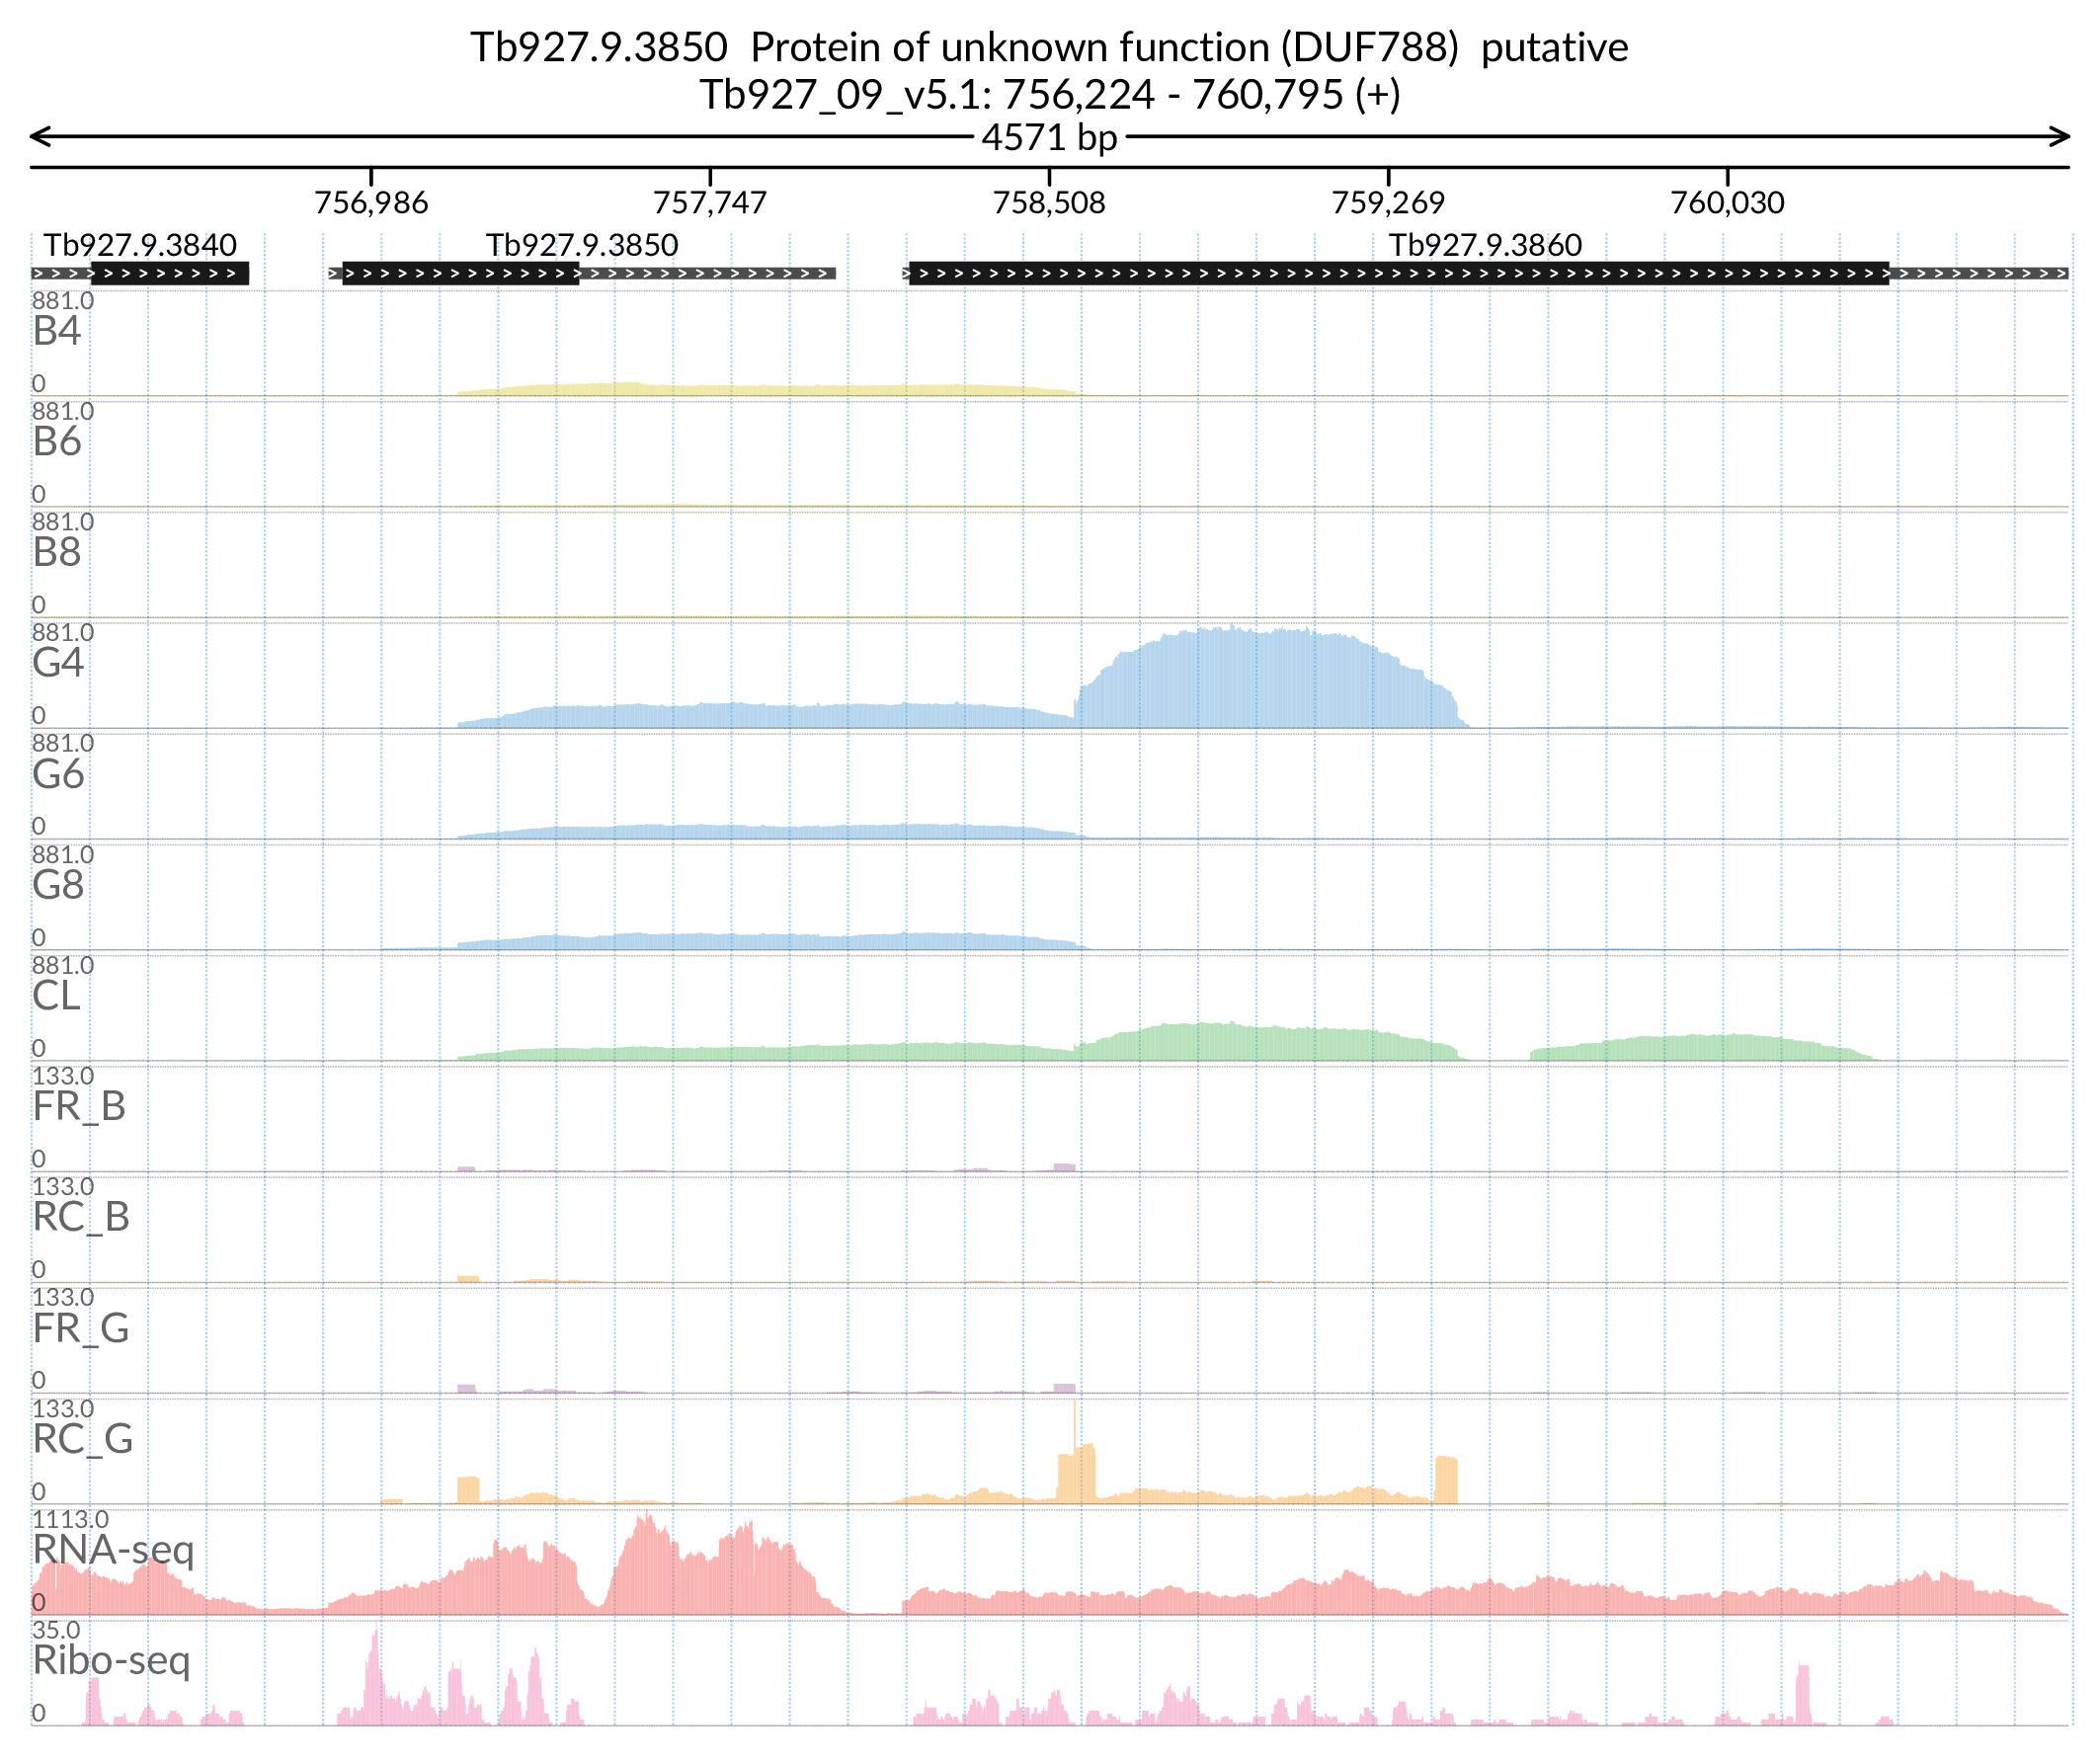 Tb927.9.3850  Protein of unknown function (DUF788)  putative
Tb927_09_v5.1: 756,224 - 760,795 (+)
4571 bp
756,986 757,747 758,508 759,269 760,030
Tb927.9.3840 Tb927.9.3850 Tb927.9.3860
881.0
B4
0
881.0
B6
0
881.0
B8
0
881.0
G4
0
881.0
G6
0
881.0
G8
0
881.0
CL
0
133.0
FR_B
0
133.0
RC_B
0
133.0
FR_G
0
133.0
RC_G
0
1113.0
RNA-seq
0
35.0
Ribo-seq
0